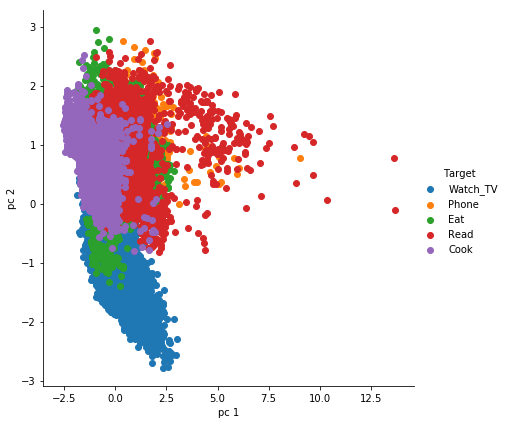 3
2
1
0
−1
−2
−3
pc 2
−2.5
0.0
2.5
5.0
7.5
10.0
12.5
pc 1
Target
Watch_TV
Phone
Eat
Read
Cook